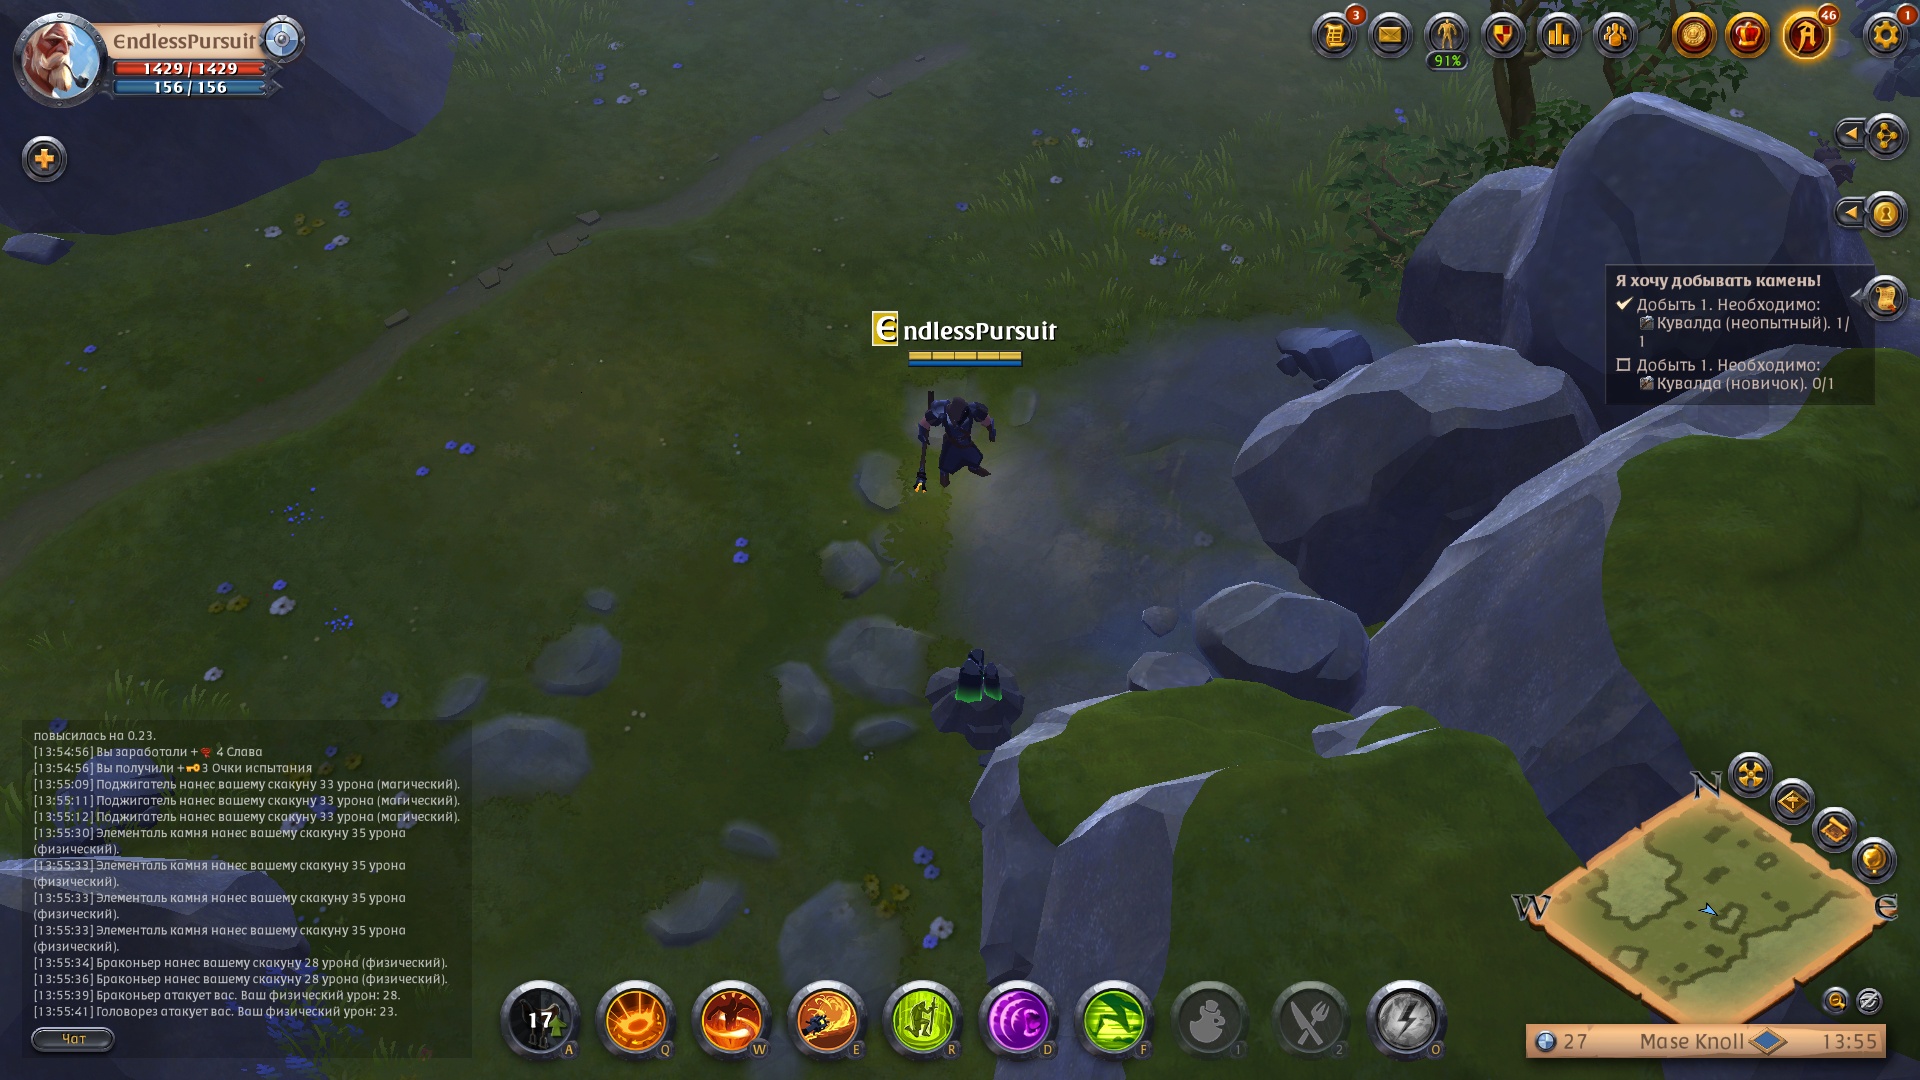 EndlessPursuit
1429 / 1429
156 / 156
3
91%
46
1
Я хочу добывать камень!
Добыть 1. Необходимо:
Кувалда (неопытный). 1/
1
Добыть 1. Необходимо:
Кувалда (новичок). 0/1
EndlessPursuit
повысилась на 0.23.
[13:54:56] Вы заработали + 4 Слава
[13:54:56] Вы получили + 3 Очки испытания
[13:55:09] Поджигатель нанес вашему скакуну 33 урона (магический).
[13:55:11] Поджигатель нанес вашему скакуну 33 урона (магический).
[13:55:12] Поджигатель нанес вашему скакуну 33 урона (магический).
[13:55:30] Элементаль камня нанес вашему скакуну 35 урона
(физический).
[13:55:33] Элементаль камня нанес вашему скакуну 35 урона
(физический).
[13:55:33] Элементаль камня нанес вашему скакуну 35 урона
(физический).
[13:55:33] Элементаль камня нанес вашему скакуну 35 урона
(физический).
[13:55:34] Браконьер нанес вашему скакуну 28 урона (физический).
[13:55:36] Браконьер нанес вашему скакуну 28 урона (физический).
[13:55:39] Браконьер атакует вас. Ваш физический урон: 28.
[13:55:41] Головорез атакует вас. Ваш физический урон: 23.
Чат
17
A
Q
W
E
R
D
F
1
2
O
N
W
E
27
Mase Knoll
13:55